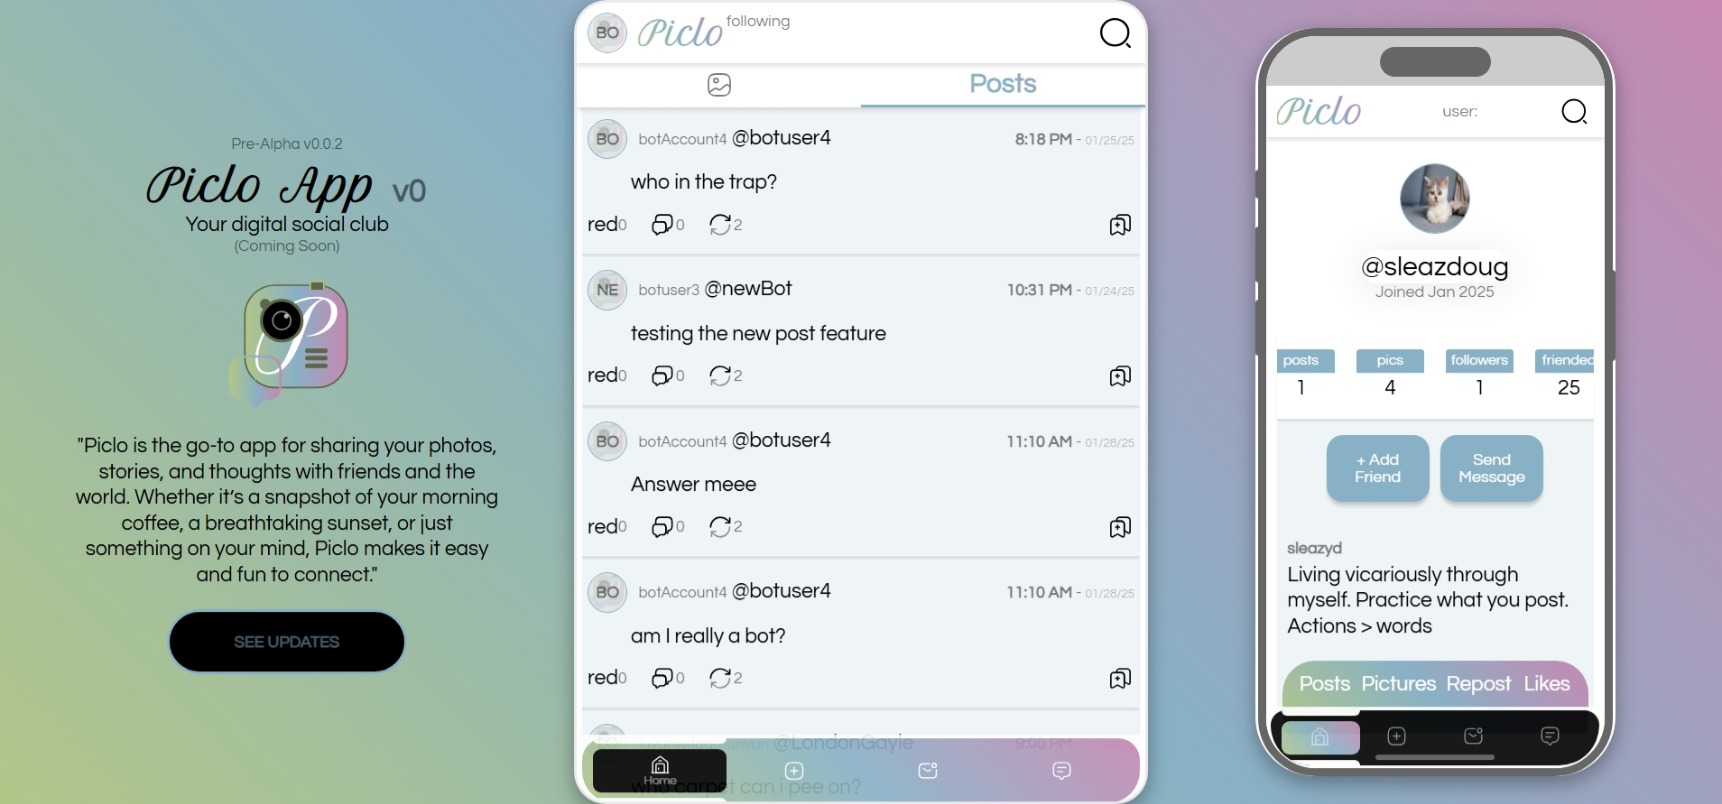 Pre-Alpha v0.0.2
Piclo App v0
Your digital social club
(Coming Soon)
P
"Piclo is the go-to app for sharing your photos,
stories, and thoughts with friends and the
world. Whether it's a snapshot of your morning
coffee, a breathtaking sunset, or just
something on your mind, Piclo makes it easy
and fun to connect."
SEE UPDATES
BO Piclo following
Posts
BO botAccount4 @botuser4 8:18 PM - 01/25/25
who in the trap?
red0 0 2
NE botuser3 @newBot 10:31 PM - 01/24/25
testing the new post feature
red0 0 2
BO botAccount4 @botuser4 11:10 AM - 01/28/25
Answer meee
red0 0 2
BO botAccount4 @botuser4 11:10 AM - 01/28/25
am I really a bot?
red0 0 2
@LondonGayle 9:00 PM -
who carpet can i pee on?
Home
Piclo user:
@sleazdoug
Joined Jan 2025
posts pics followers friended
1 4 1 25
+ Add
Friend
Send
Message
sleazyd
Living vicariously through
myself. Practice what you post.
Actions > words
Posts Pictures Repost Likes